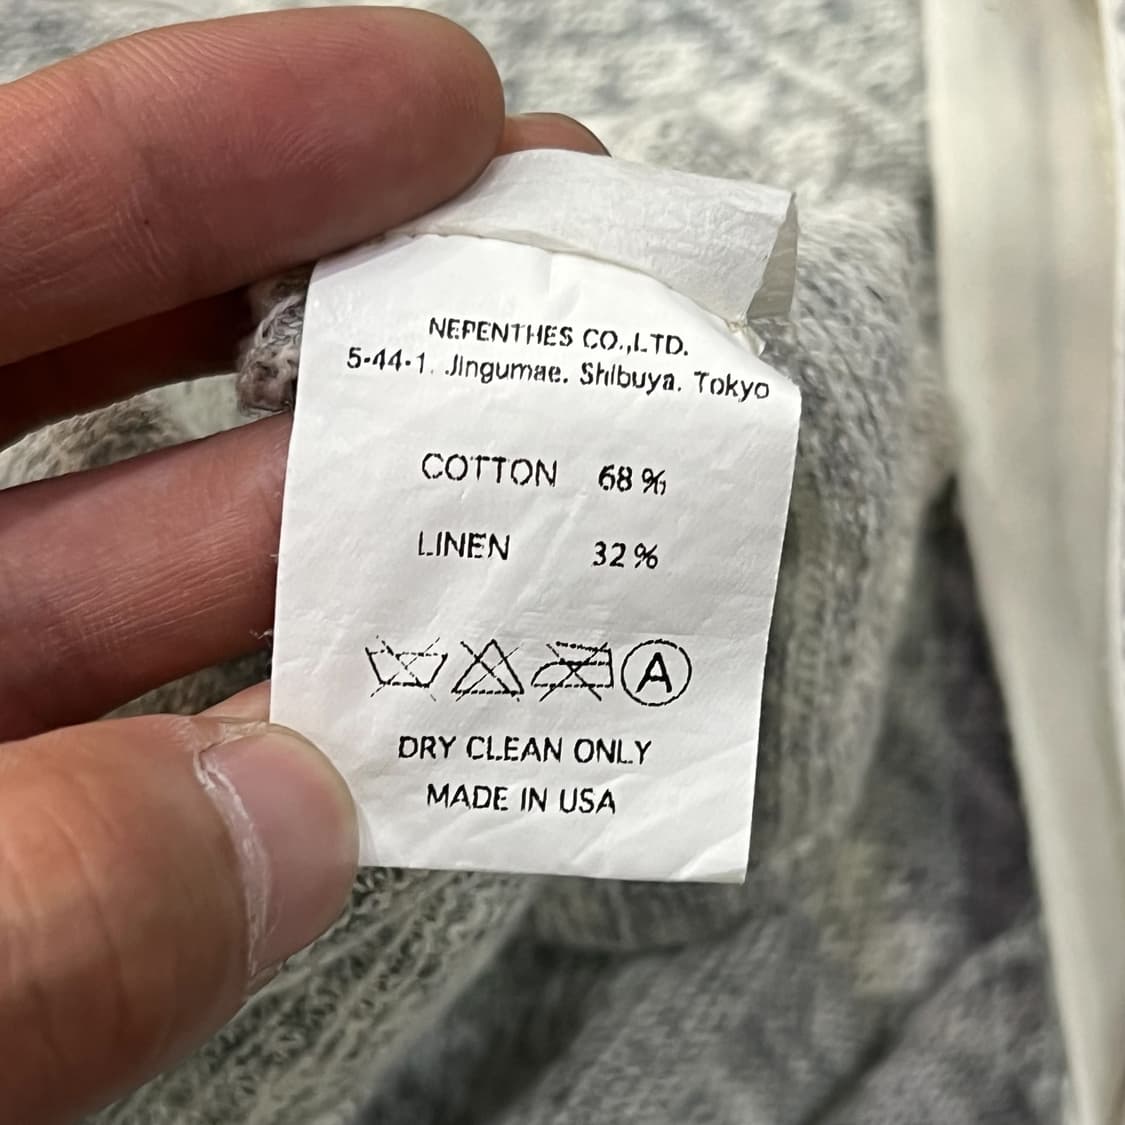 NEPENTHES CO.,LTD.
5-44-1. Jingumae. Shibuya. Tokyo
COTTON 68%
LINEN 32%
A
DRY CLEAN ONLY
MADE IN USA